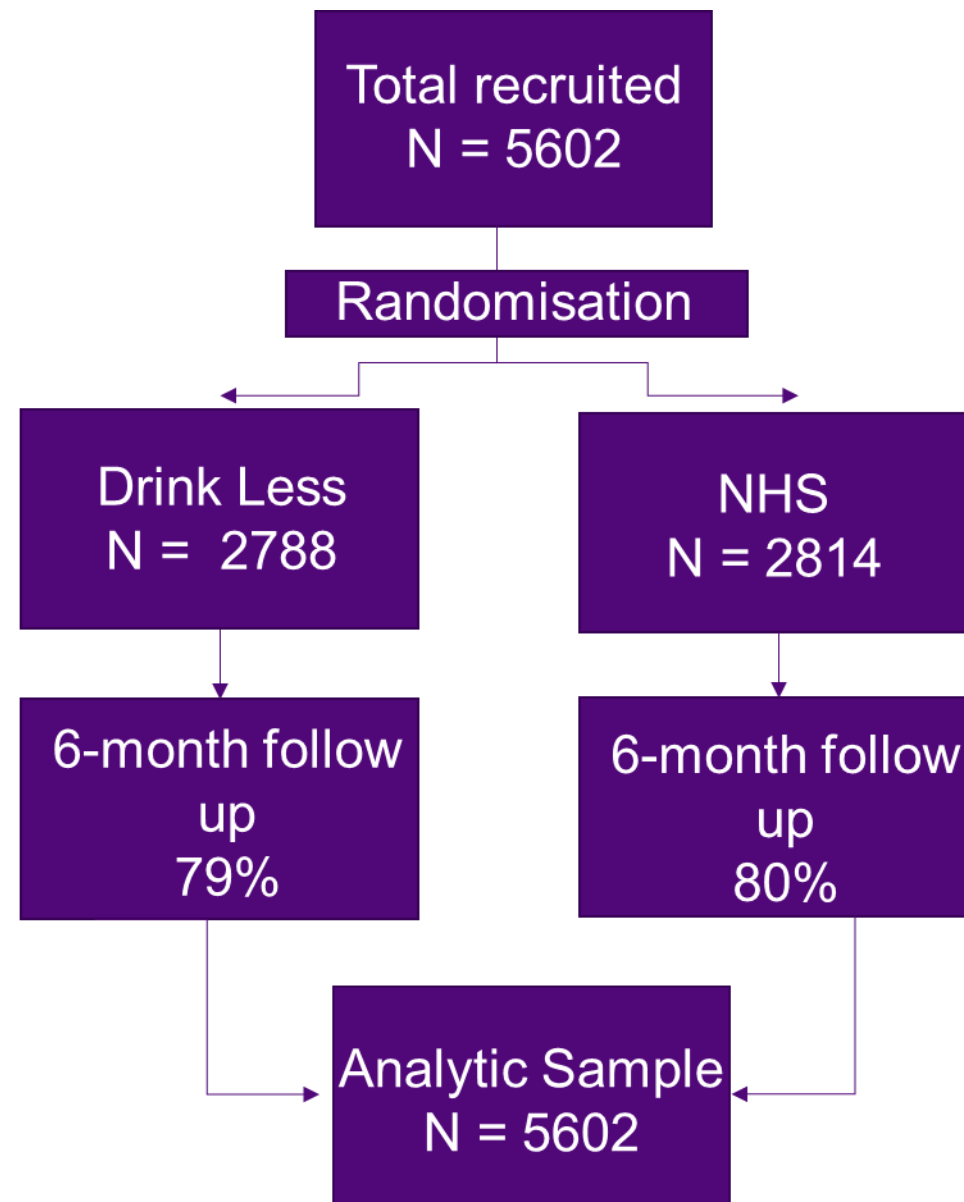 Total recruited
N = 5602
Randomisation
Drink Less
N =  2788
NHS
N = 2814
6-month follow
up
79%
6-month follow
up
80%
Analytic Sample
N = 5602